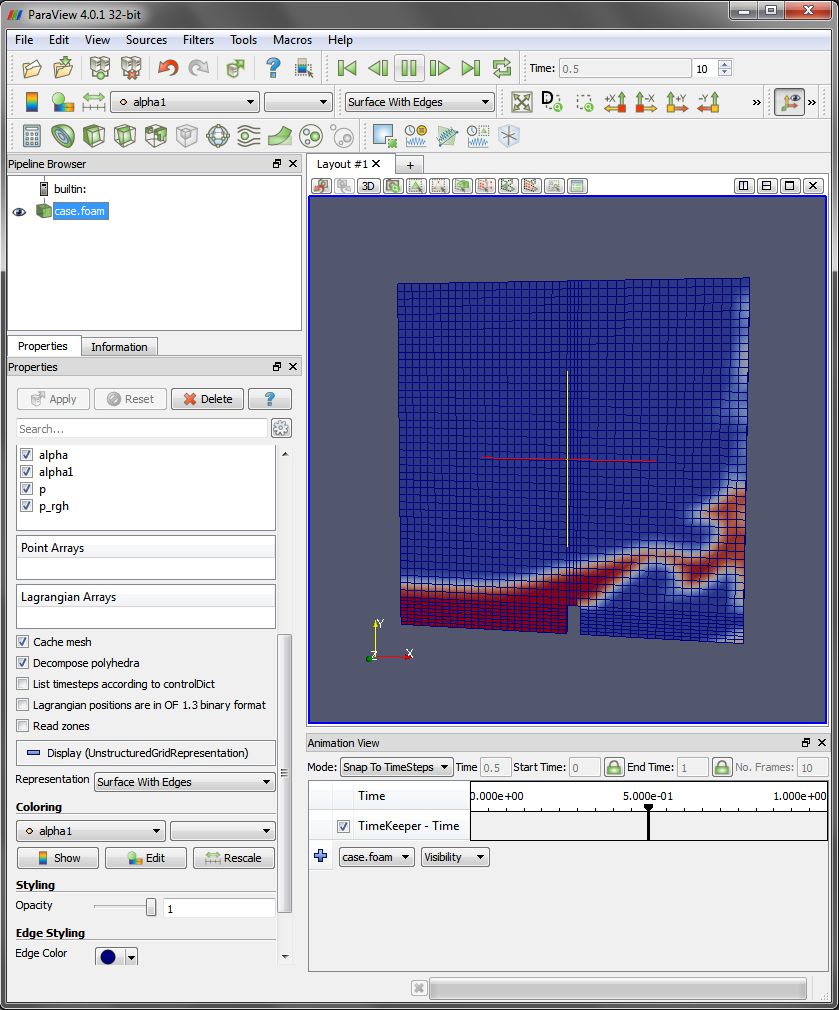 ParaView 4.0.1 32-bit
File Edit View Sources Filters Tools Macros Help
Time: 0.5 10
alpha1 Surface With Edges D +X -X +Y -Y » »
Pipeline Browser
builtin:
case.foam
Properties Information
Properties
Apply Reset Delete ?
Search...
alpha
alpha1
p
p_rgh
Point Arrays
Lagrangian Arrays
Cache mesh
Decompose polyhedra
List timesteps according to controlDict
Lagrangian positions are in OF 1.3 binary format
Read zones
Display (UnstructuredGridRepresentation)
Representation Surface With Edges
Coloring
alpha1
Show Edit Rescale
Styling
Opacity 1
Edge Styling
Edge Color
Layout #1 +
3D
Y
Z X
Animation View
Mode: Snap To TimeSteps Time 0.5 Start Time: 0 End Time: 1 No. Frames: 10
Time 0.000e+00 5.000e-01 1.000e+00
TimeKeeper - Time
case.foam Visibility